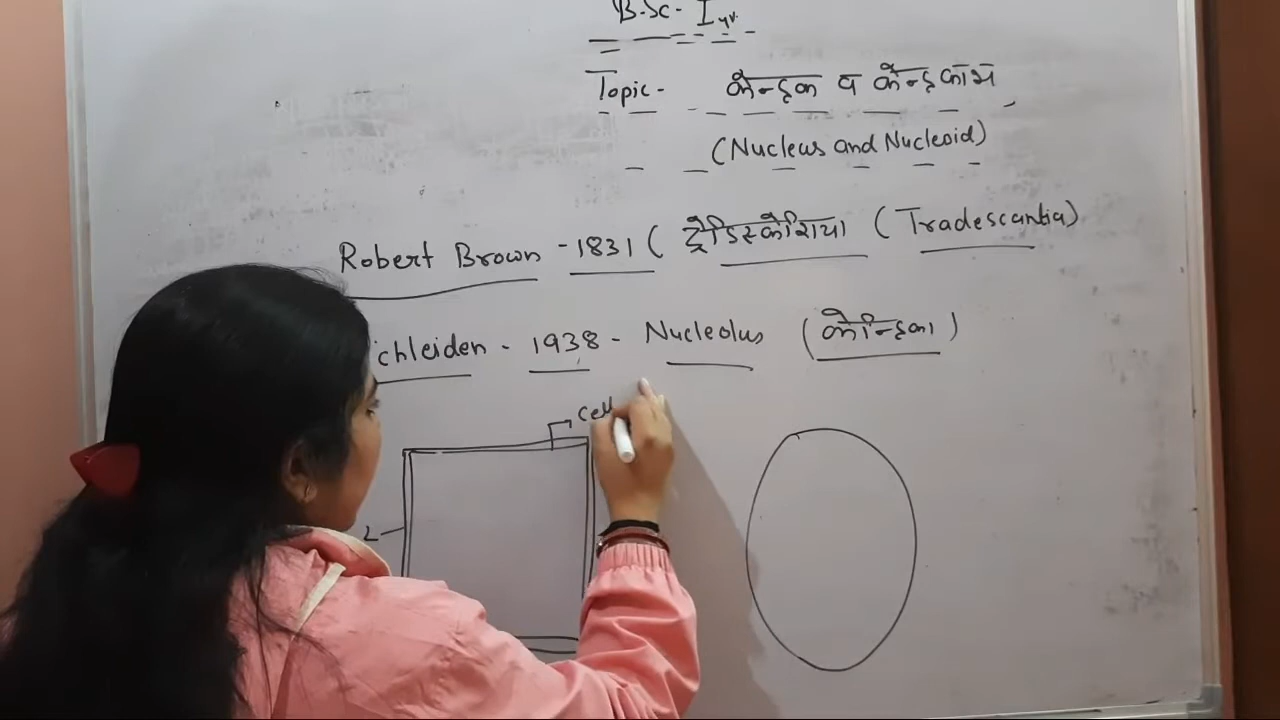 B.Sc- I yr.
Topic- केन्द्रक व केन्द्रकाभ
(Nucleus and Nucleoid)
Robert Brown - 1831 ( ट्रेडिस्केंशिया (Tradescantia)
chleiden - 1938 - Nucleolus (केन्द्रिका)
Cell